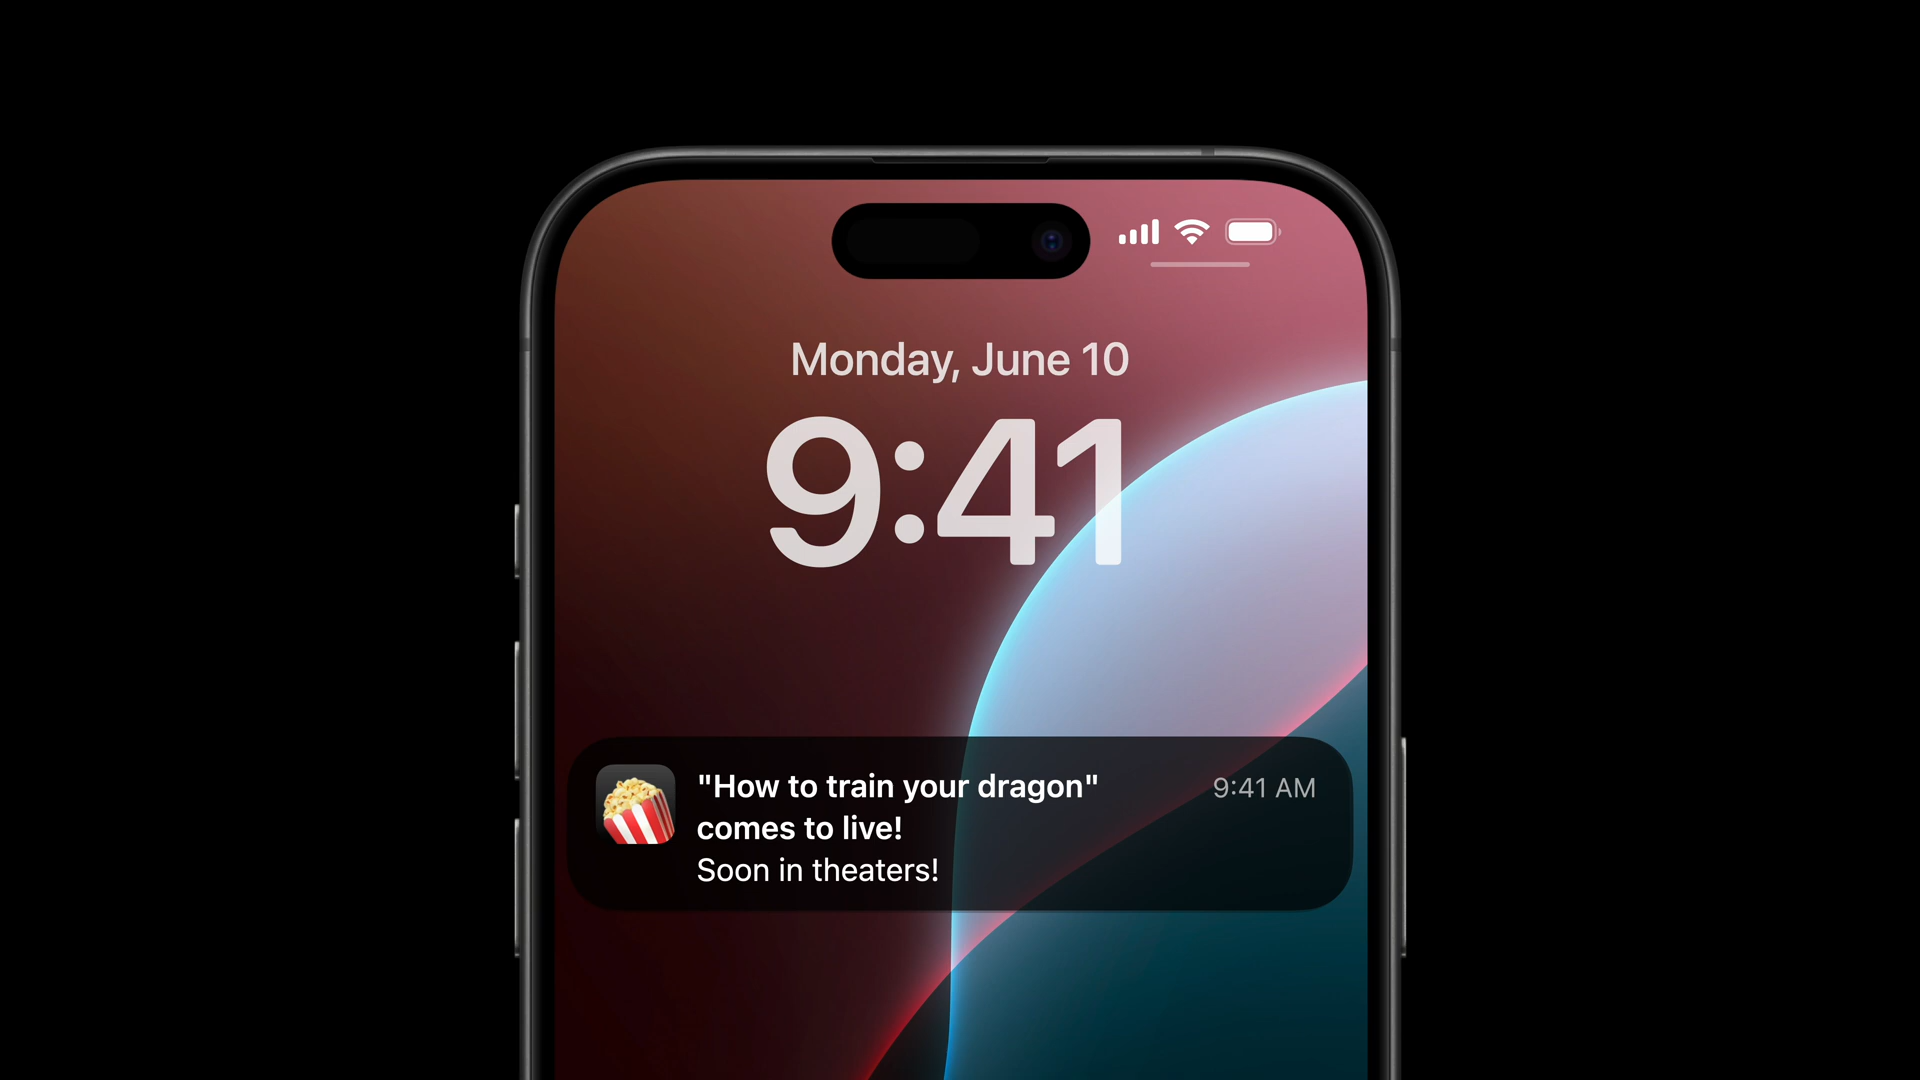 Monday, June 10
9:41
"How to train your dragon" 9:41 AM
comes to live!
Soon in theaters!